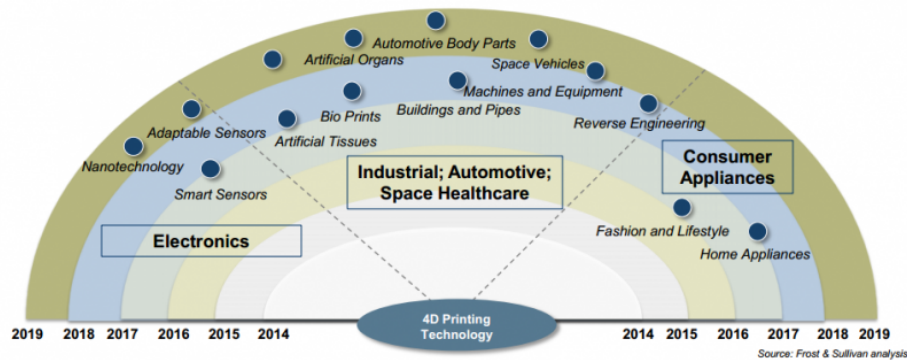 Automotive Body Parts
Artificial Organs
Space Vehicles
Machines and Equipment
Buildings and Pipes
Bio Prints
Reverse Engineering
Adaptable Sensors
Artificial Tissues
Nanotechnology
Smart Sensors
Consumer
Appliances
Industrial; Automotive;
Space Healthcare
Fashion and Lifestyle
Electronics
Home Appliances
4D Printing
Technology
2019 2018 2017 2016 2015 2014 2014 2015 2016 2017 2018 2019
Source: Frost & Sullivan analysis